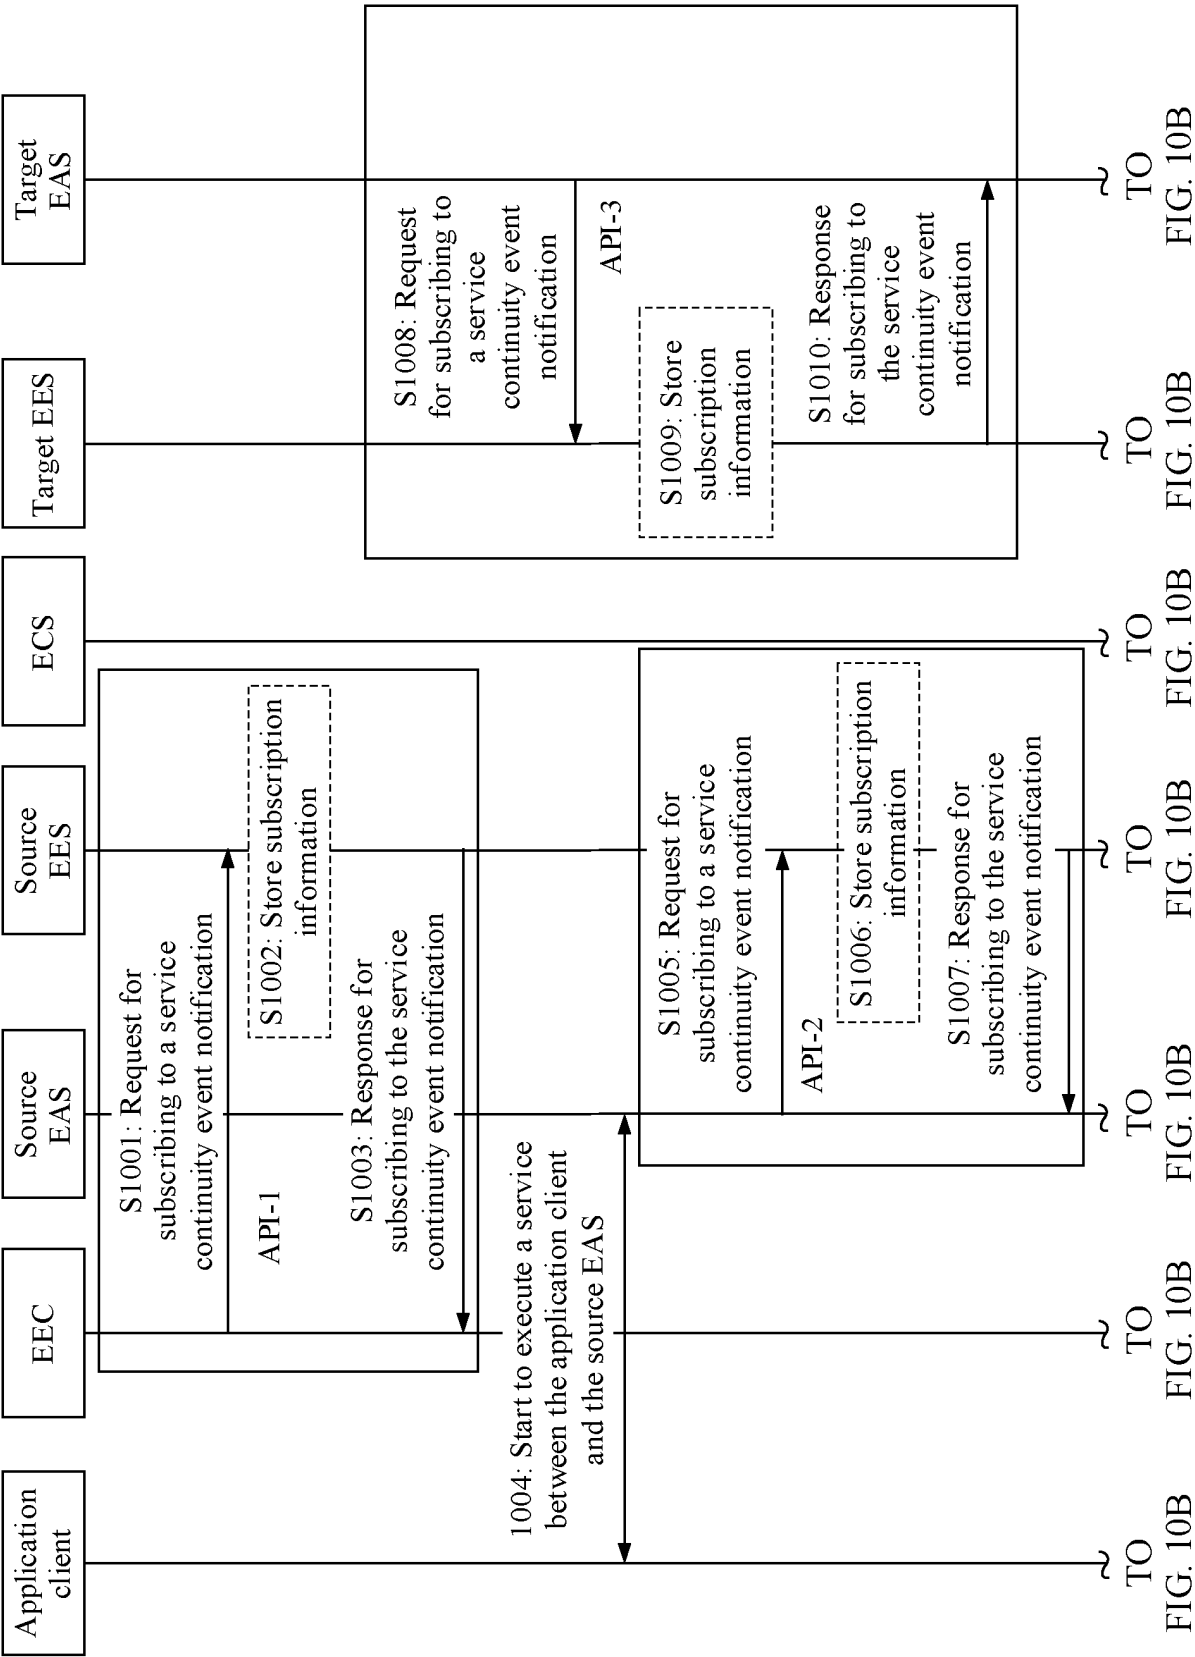 Application
client
EEC
Source
EAS
Source
EES
ECS
Target EES
Target
EAS
S1001: Request for
subscribing to a service
continuity event notification
API-1
S1002: Store subscription
information
S1003: Response for
subscribing to the service
continuity event notification
1004: Start to execute a service
between the application client
and the source EAS
S1005: Request for
subscribing to a service
continuity event notification
API-2
S1006: Store subscription
information
S1007: Response for
subscribing to the service
continuity event notification
S1008: Request
for subscribing to
a service
continuity event
notification
API-3
S1009: Store
subscription
information
S1010: Response
for subscribing to
the service
continuity event
notification
TO
FIG. 10B
TO
FIG. 10B
TO
FIG. 10B
TO
FIG. 10B
TO
FIG. 10B
TO
FIG. 10B
TO
FIG. 10B